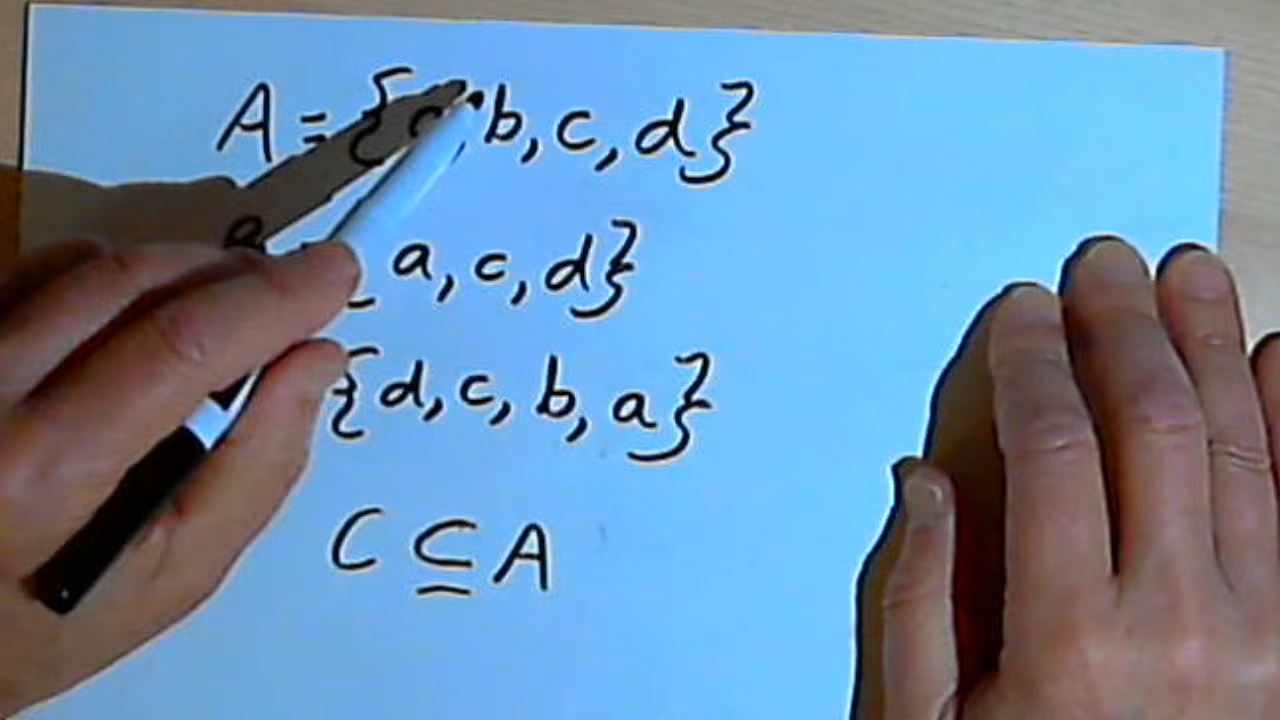 A = { b, c, d}
a, c, d}
{d, c, b, a}
C ⊆ A